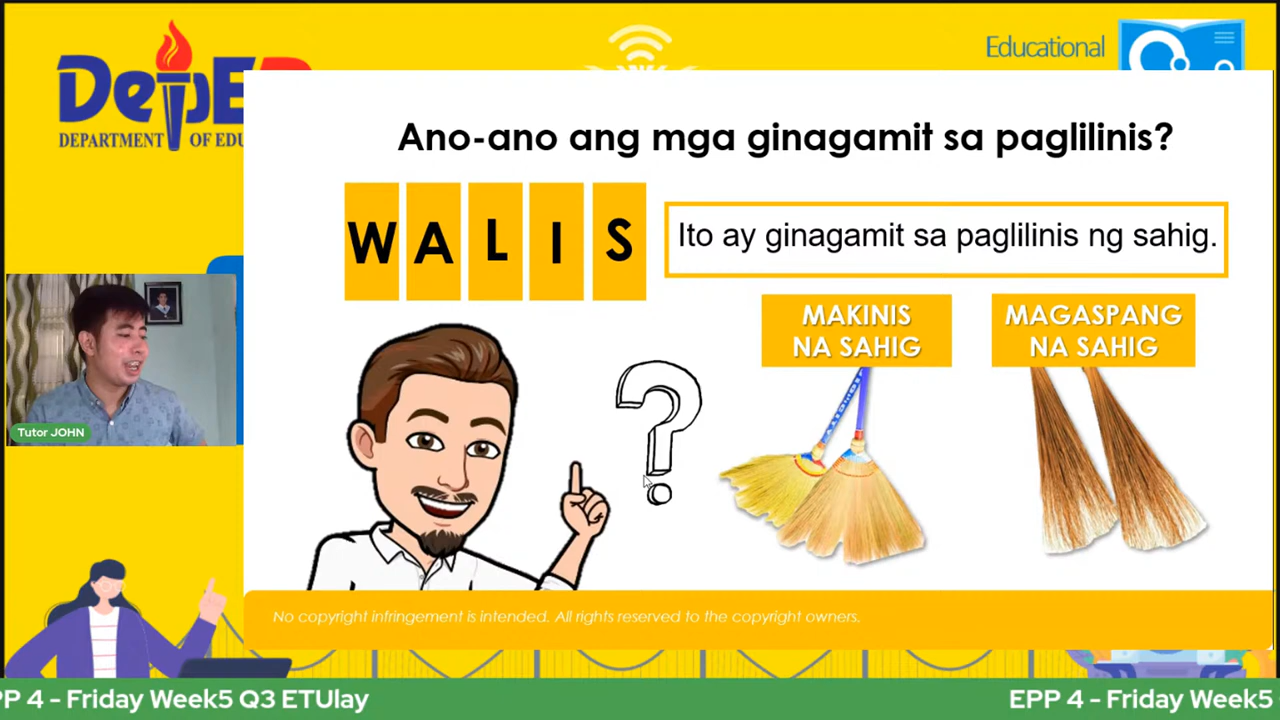 Educational
DepED
DEPARTMENT OF EDU
Ano-ano ang mga ginagamit sa paglilinis?
WALIS
Ito ay ginagamit sa paglilinis ng sahig.
MAKINIS
NA SAHIG
MAGASPANG
NA SAHIG
Tutor JOHN
No copyright infringement is intended. All rights reserved to the copyright owners.
PP 4 - Friday Week5 Q3 ETUlay
EPP 4 - Friday Week5